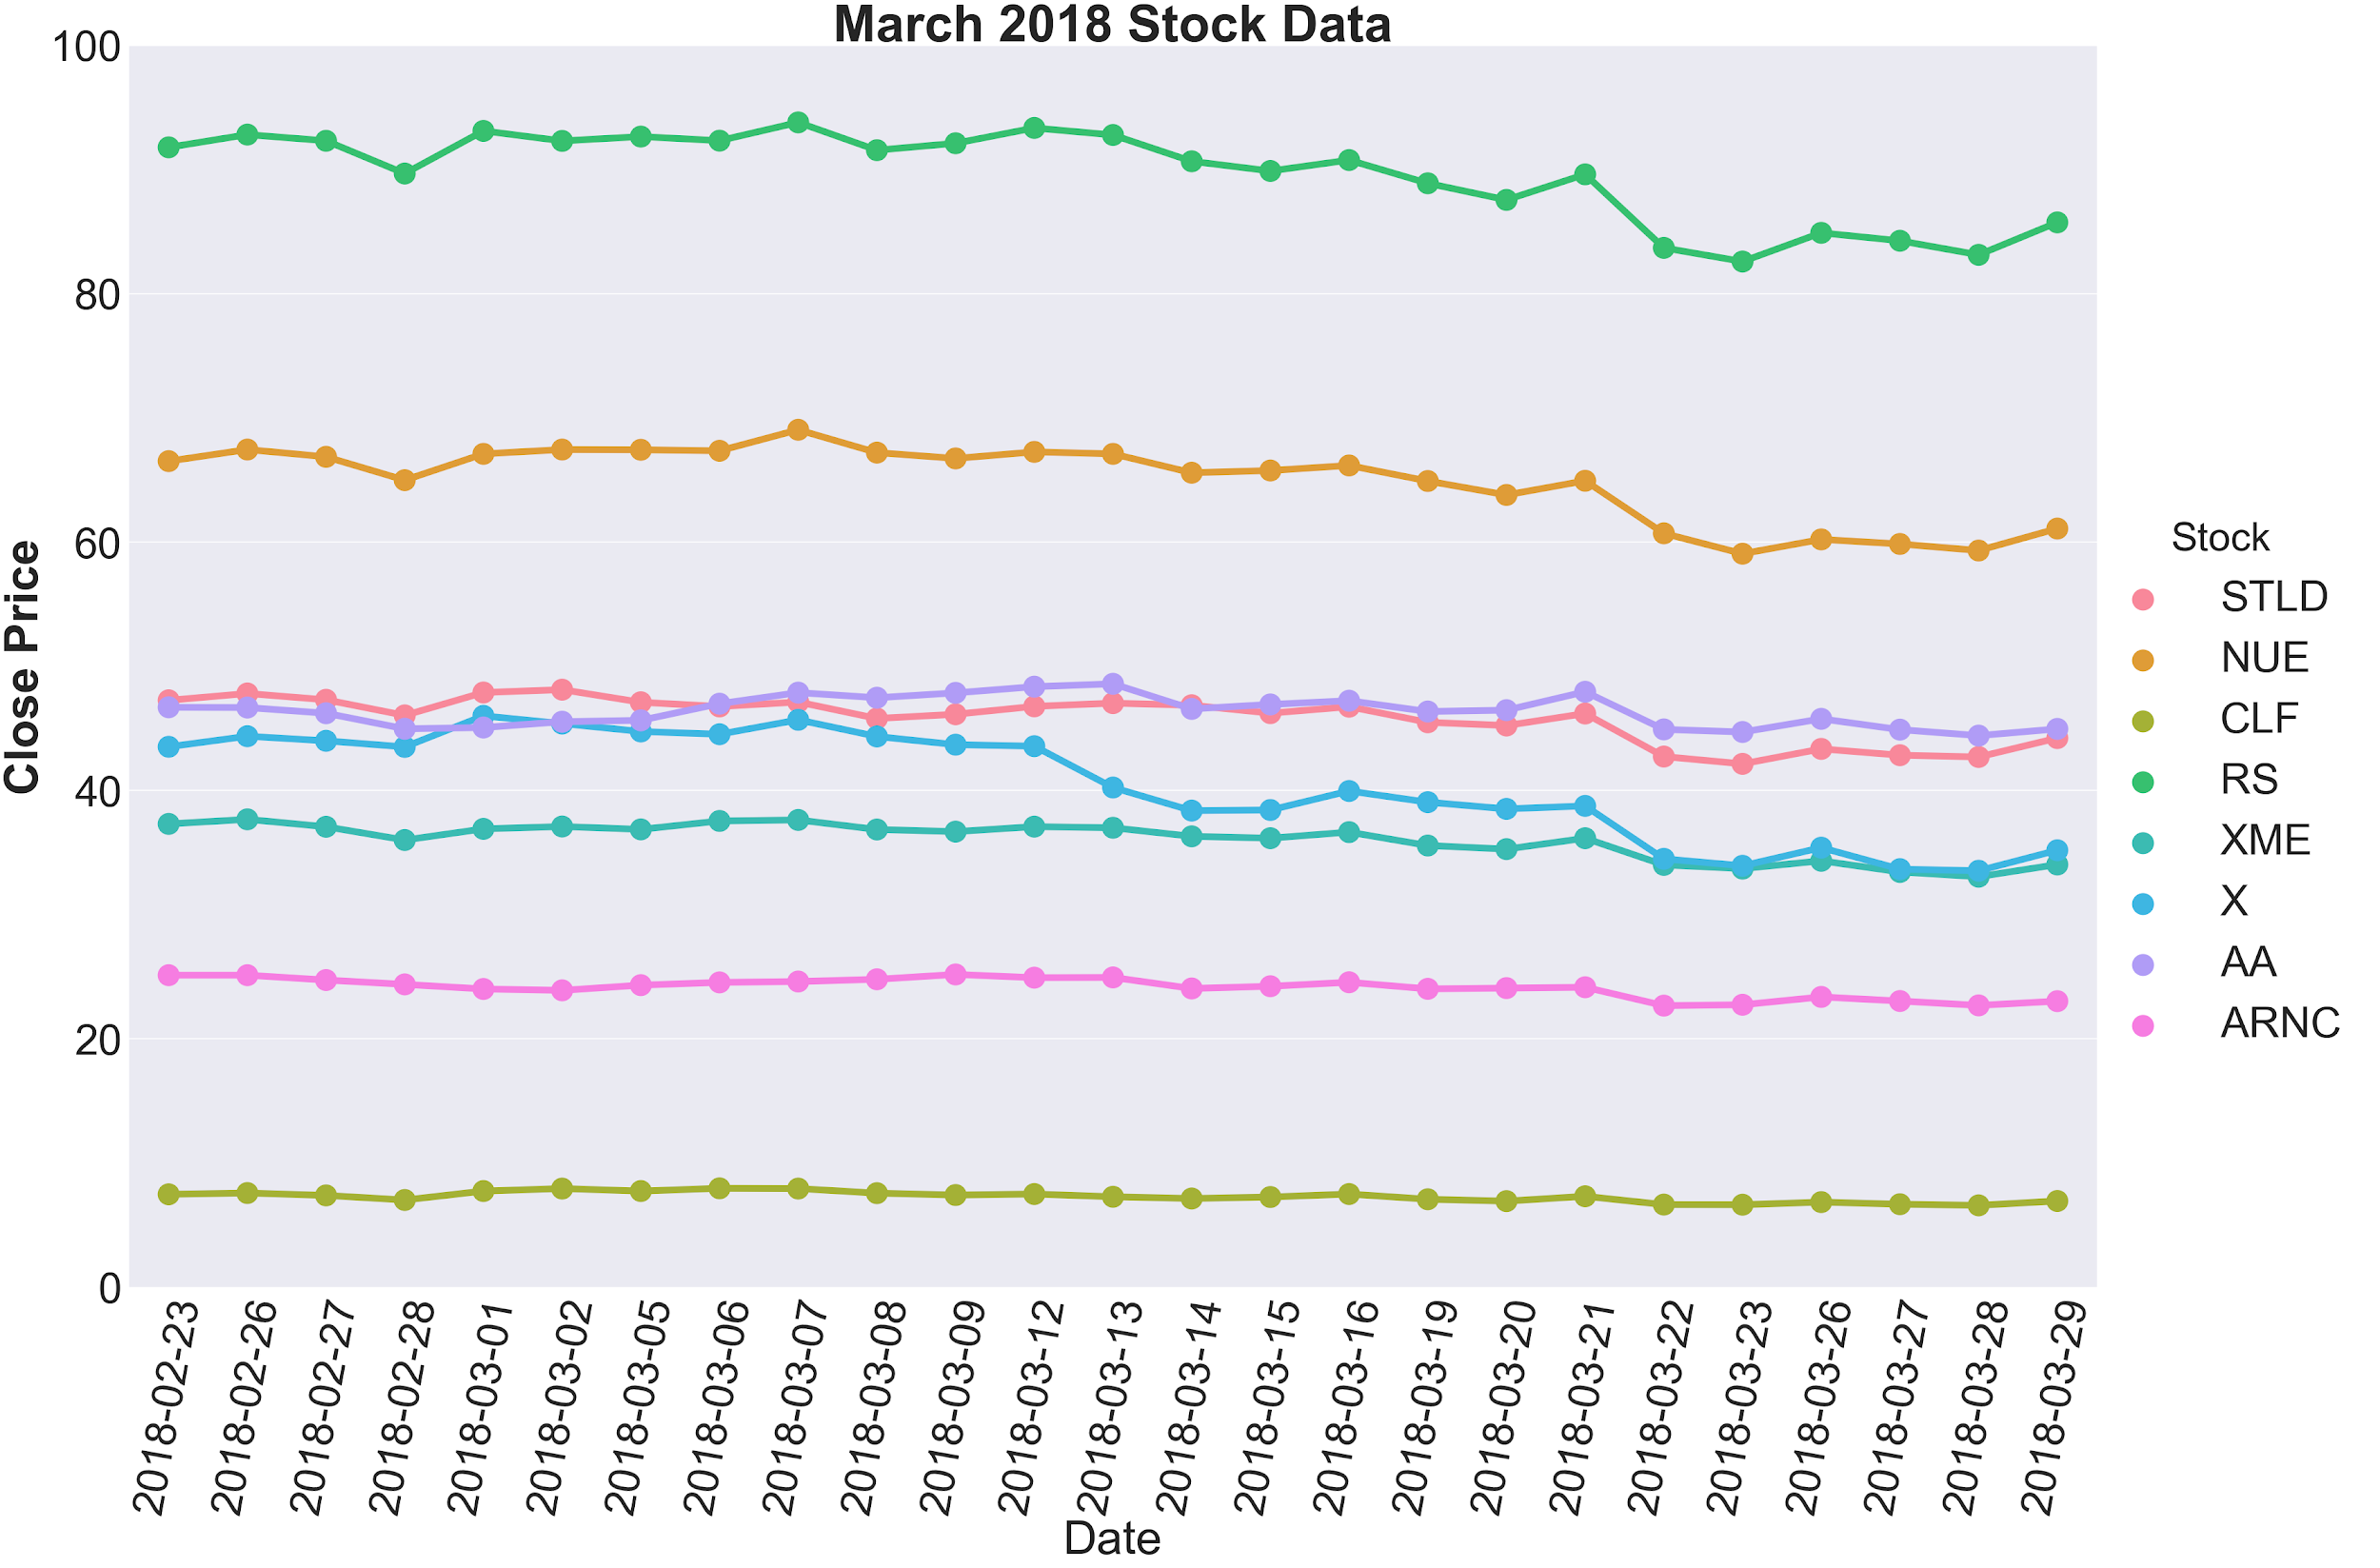 March 2018 Stock Data
Close Price
100
80
60
40
20
0
2018-02-23
2018-02-26
2018-02-27
2018-02-28
2018-03-01
2018-03-02
2018-03-05
2018-03-06
2018-03-07
2018-03-08
2018-03-09
2018-03-12
2018-03-13
2018-03-14
2018-03-15
2018-03-16
2018-03-19
2018-03-20
2018-03-21
2018-03-22
2018-03-23
2018-03-26
2018-03-27
2018-03-28
2018-03-29
Date
Stock
STLD
NUE
CLF
RS
XME
X
AA
ARNC